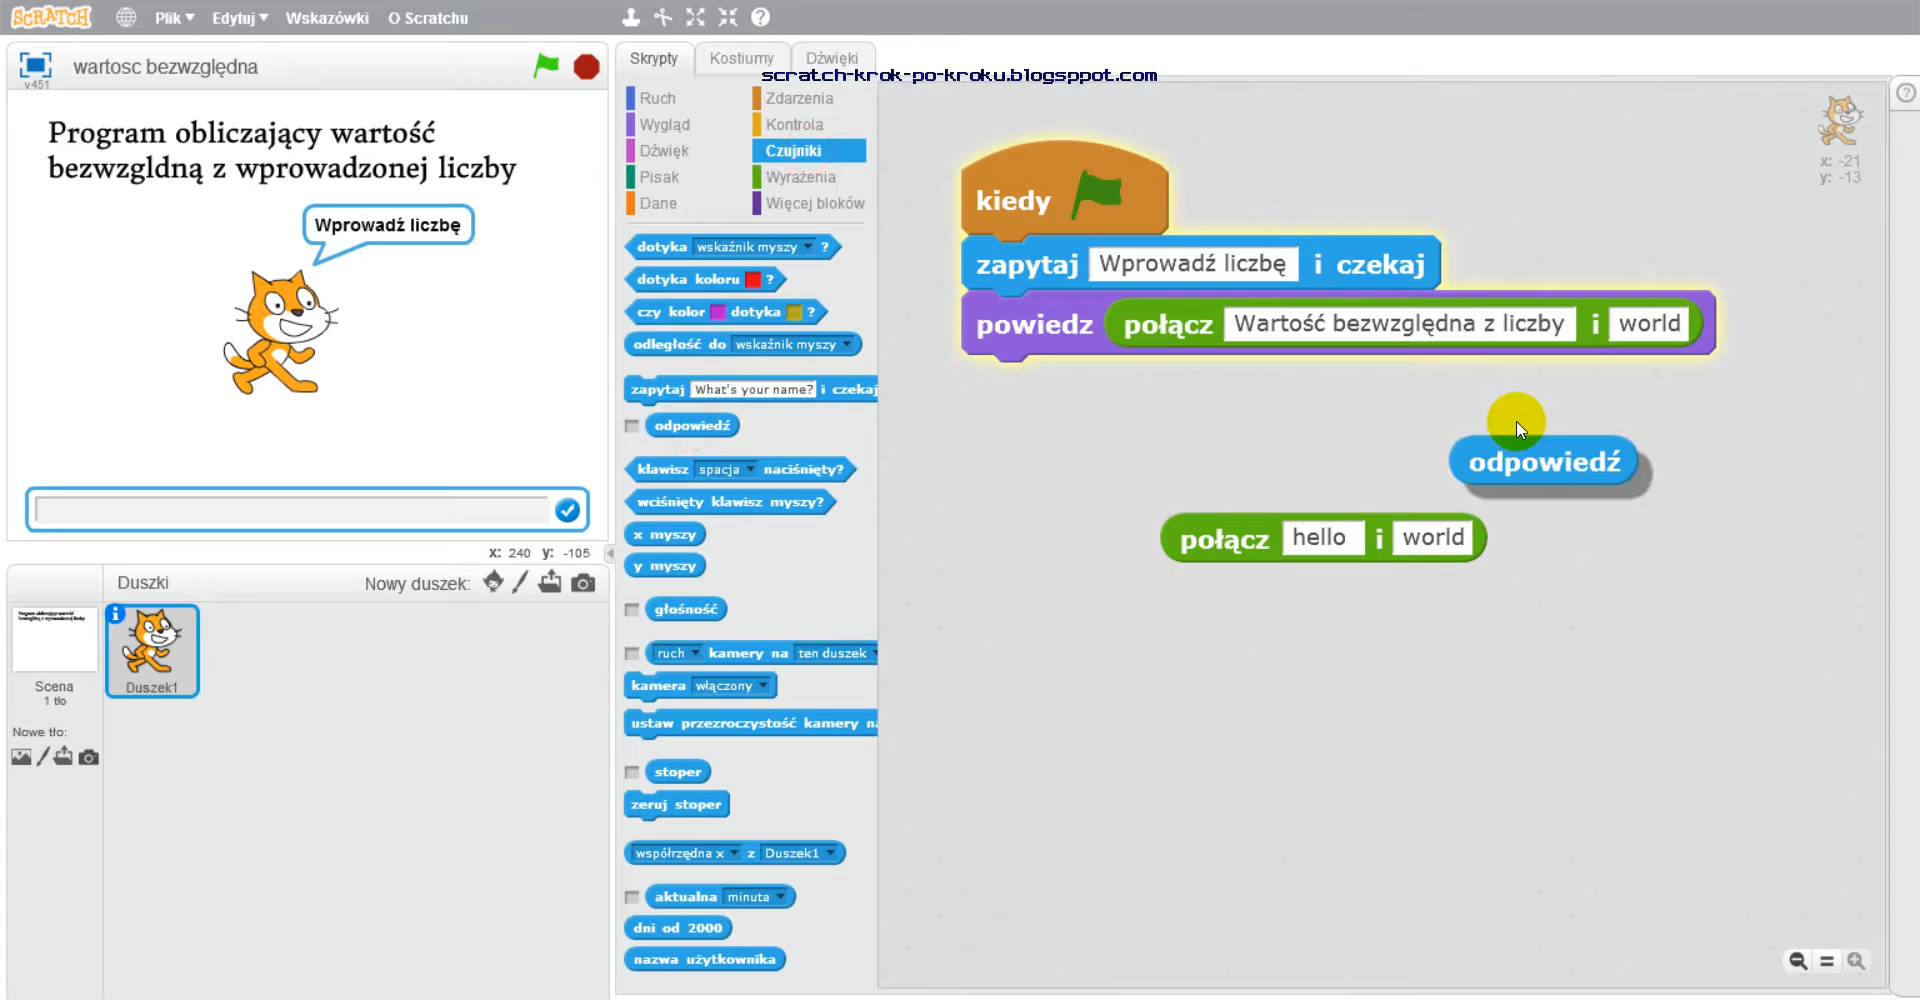 SCRATCH
Plik
Edytuj
Wskazówki
O Scratchu
v451
wartosc bezwzględna
Program obliczający wartość
bezwzgldną z wprowadzonej liczby
Wprowadź liczbę
x: 240 y: -105
Duszki
Nowy duszek:
Scena
1 tło
Nowe tło:
Duszek1
Skrypty
Kostiumy
Dźwięki
scratch-krok-po-kroku.blogsppot.com
Ruch
Wygląd
Dźwięk
Pisak
Dane
Zdarzenia
Kontrola
Czujniki
Wyrażenia
Więcej bloków
dotyka wskaźnik myszy ?
dotyka koloru ?
czy kolor dotyka ?
odległość do wskaźnik myszy
zapytaj What's your name? i czekaj
odpowiedź
klawisz spacja naciśnięty?
wciśnięty klawisz myszy?
x myszy
y myszy
głośność
ruch kamery na ten duszek
kamera włączony
ustaw przezroczystość kamery na
stoper
zeruj stoper
współrzędna x z Duszek1
aktualna minuta
dni od 2000
nazwa użytkownika
kiedy
zapytaj Wprowadź liczbę i czekaj
powiedz połącz Wartość bezwzględna z liczby i world
odpowiedź
połącz hello i world
x: -21
y: -13